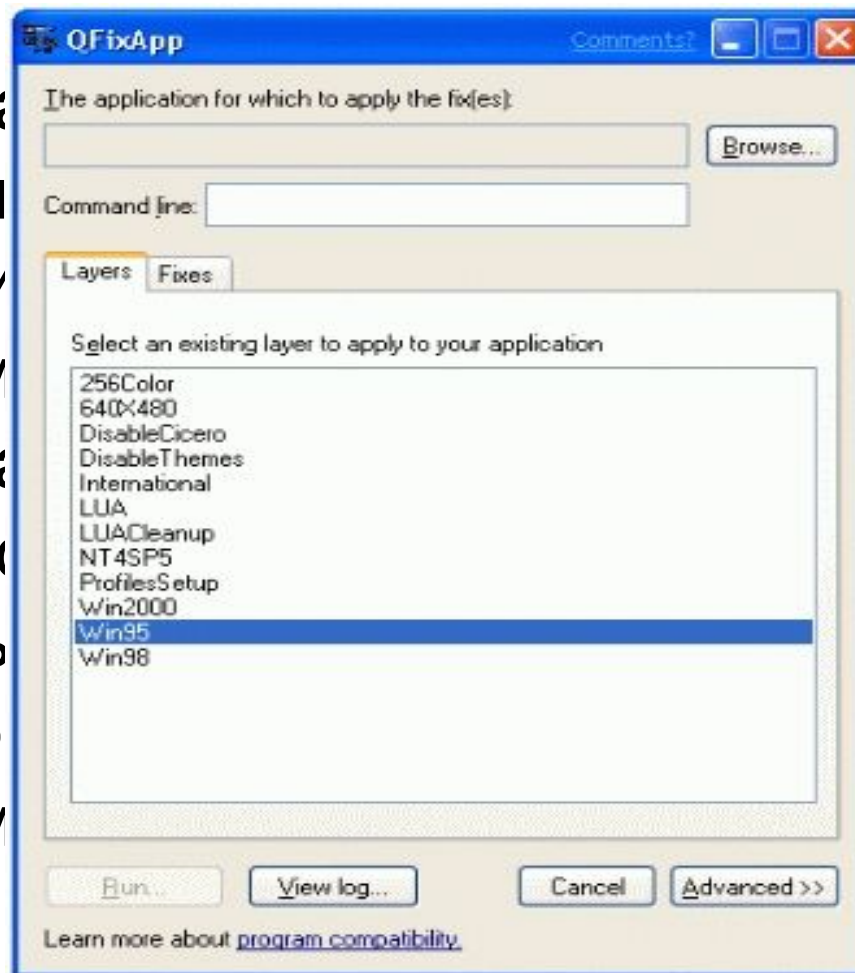 QFixApp Comments?
The application for which to apply the fix(es):
Browse...
Command line:
Layers Fixes
Select an existing layer to apply to your application
256Color
640X480
DisableCicero
DisableThemes
International
LUA
LUACleanup
NT4SP5
ProfilesSetup
Win2000
Win95
Win98
Run... View log... Cancel Advanced >>
Learn more about program compatibility.